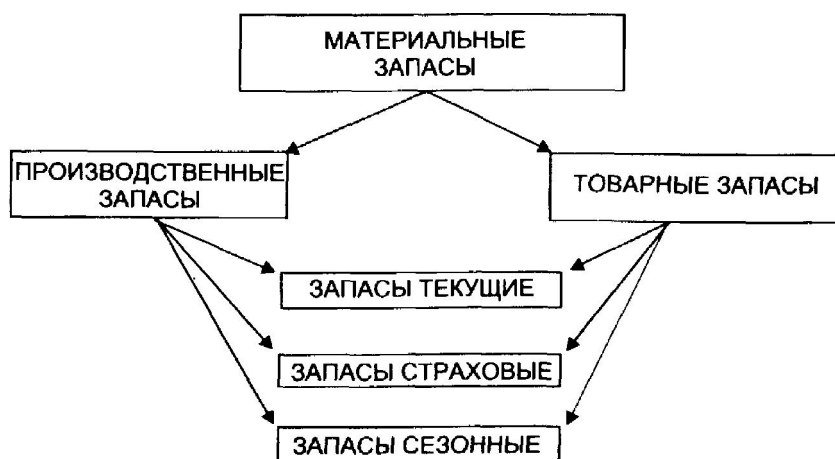 МАТЕРИАЛЬНЫЕ
ЗАПАСЫ
ПРОИЗВОДСТВЕННЫЕ
ЗАПАСЫ
ТОВАРНЫЕ ЗАПАСЫ
ЗАПАСЫ ТЕКУЩИЕ
ЗАПАСЫ СТРАХОВЫЕ
ЗАПАСЫ СЕЗОННЫЕ